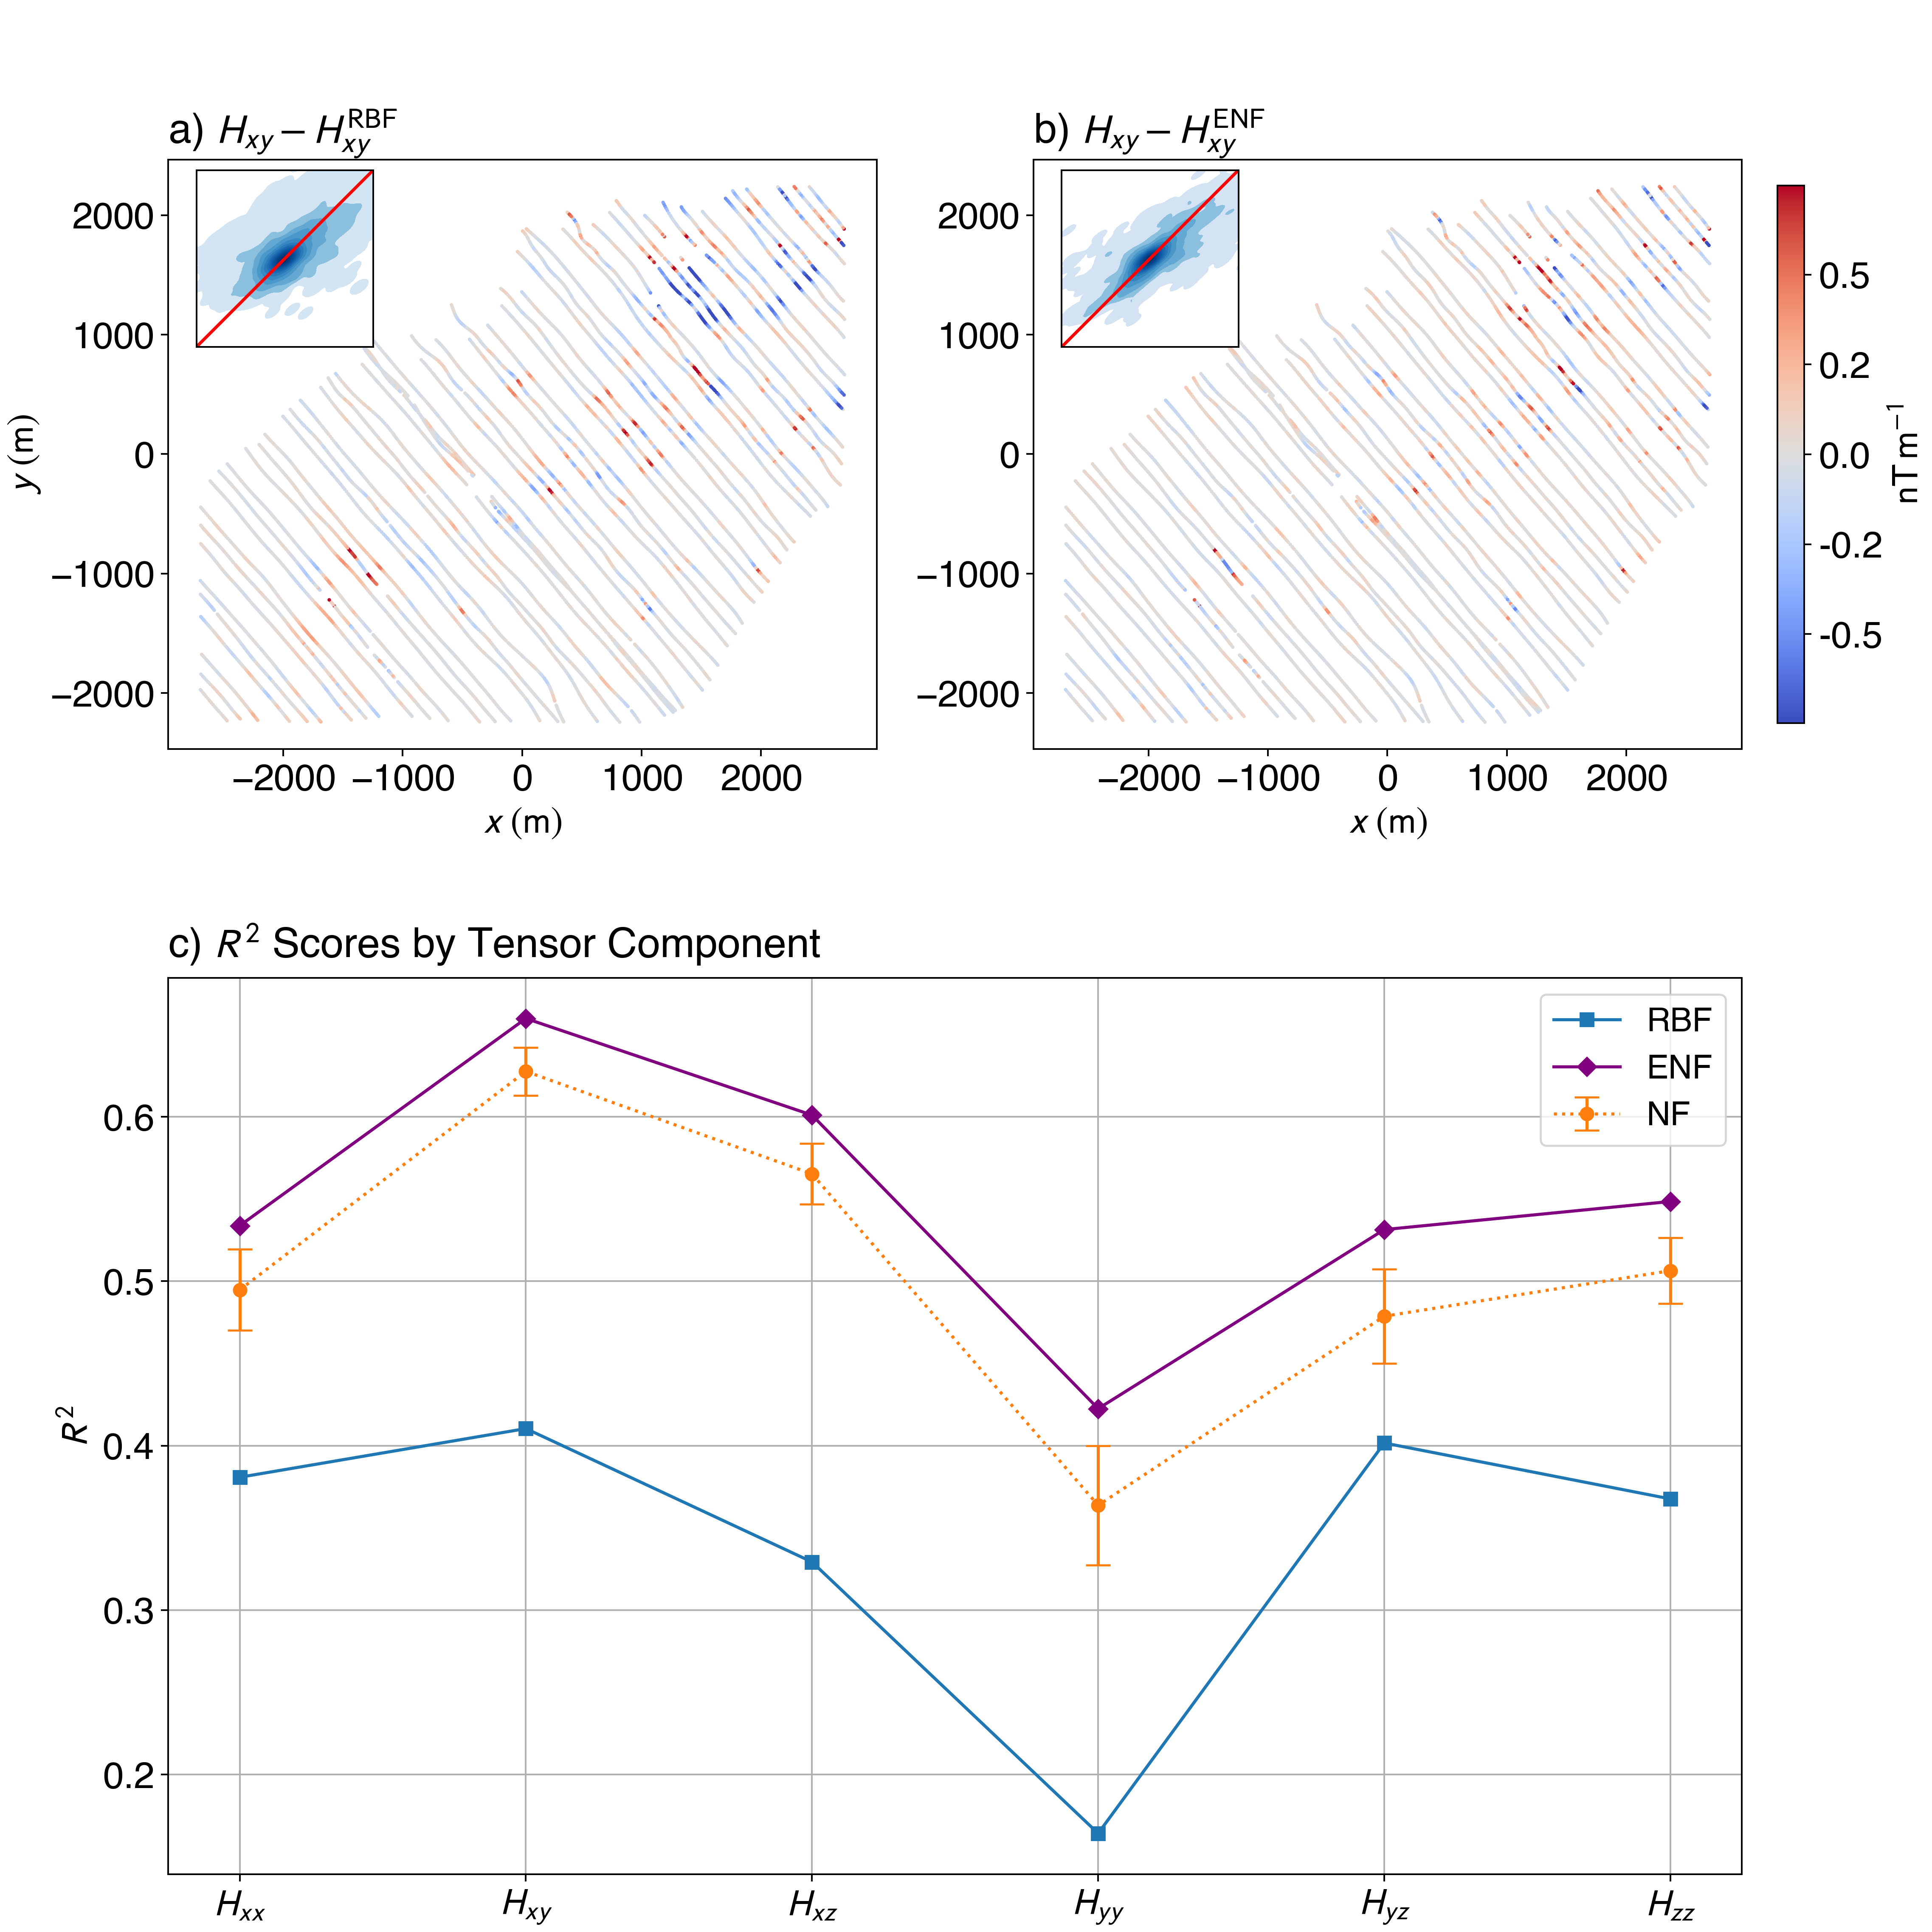 a) H_xy − H_xy^RBF
b) H_xy − H_xy^ENF
2000
1000
0
−1000
−2000
y (m)
−2000 −1000 0 1000 2000
x (m)
2000
1000
0
−1000
−2000
−2000 −1000 0 1000 2000
x (m)
0.5
0.2
0.0
-0.2
-0.5
nT m⁻¹
c) R² Scores by Tensor Component
RBF
ENF
NF
0.6
0.5
0.4
0.3
0.2
R²
H_xx H_xy H_xz H_yy H_yz H_zz